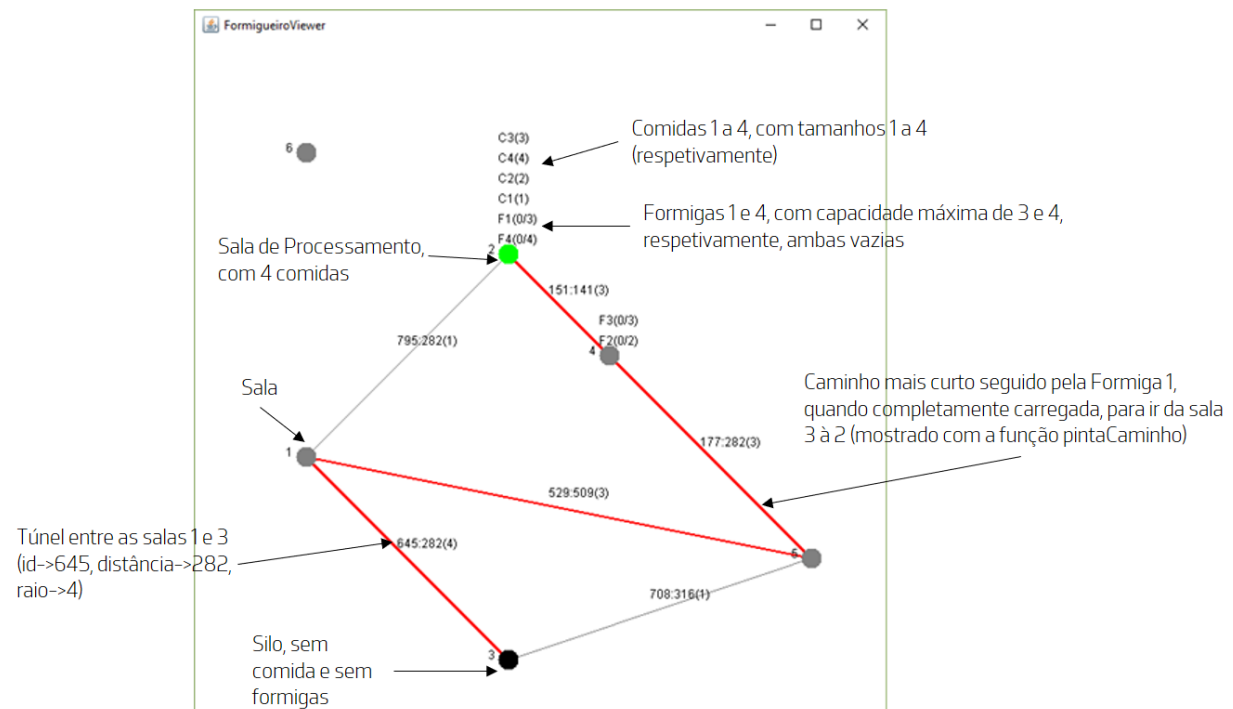 FormigueiroViewer
6
C3(3)
C4(4)
C2(2)
C1(1)
F1(0/3)
F4(0/4)
2
Comidas 1 a 4, com tamanhos 1 a 4
(respetivamente)
Formigas 1 e 4, com capacidade máxima de 3 e 4,
respetivamente, ambas vazias
Sala de Processamento,
com 4 comidas
151:141(3)
F3(0/3)
F2(0/2)
4
795:282(1)
Sala
1
Caminho mais curto seguido pela Formiga 1,
quando completamente carregada, para ir da sala
3 à 2 (mostrado com a função pintaCaminho)
177:282(3)
529:509(3)
Túnel entre as salas 1 e 3
(id->645, distância->282,
raio->4)
645:282(4)
5
708:316(1)
Silo, sem
comida e sem
formigas
3